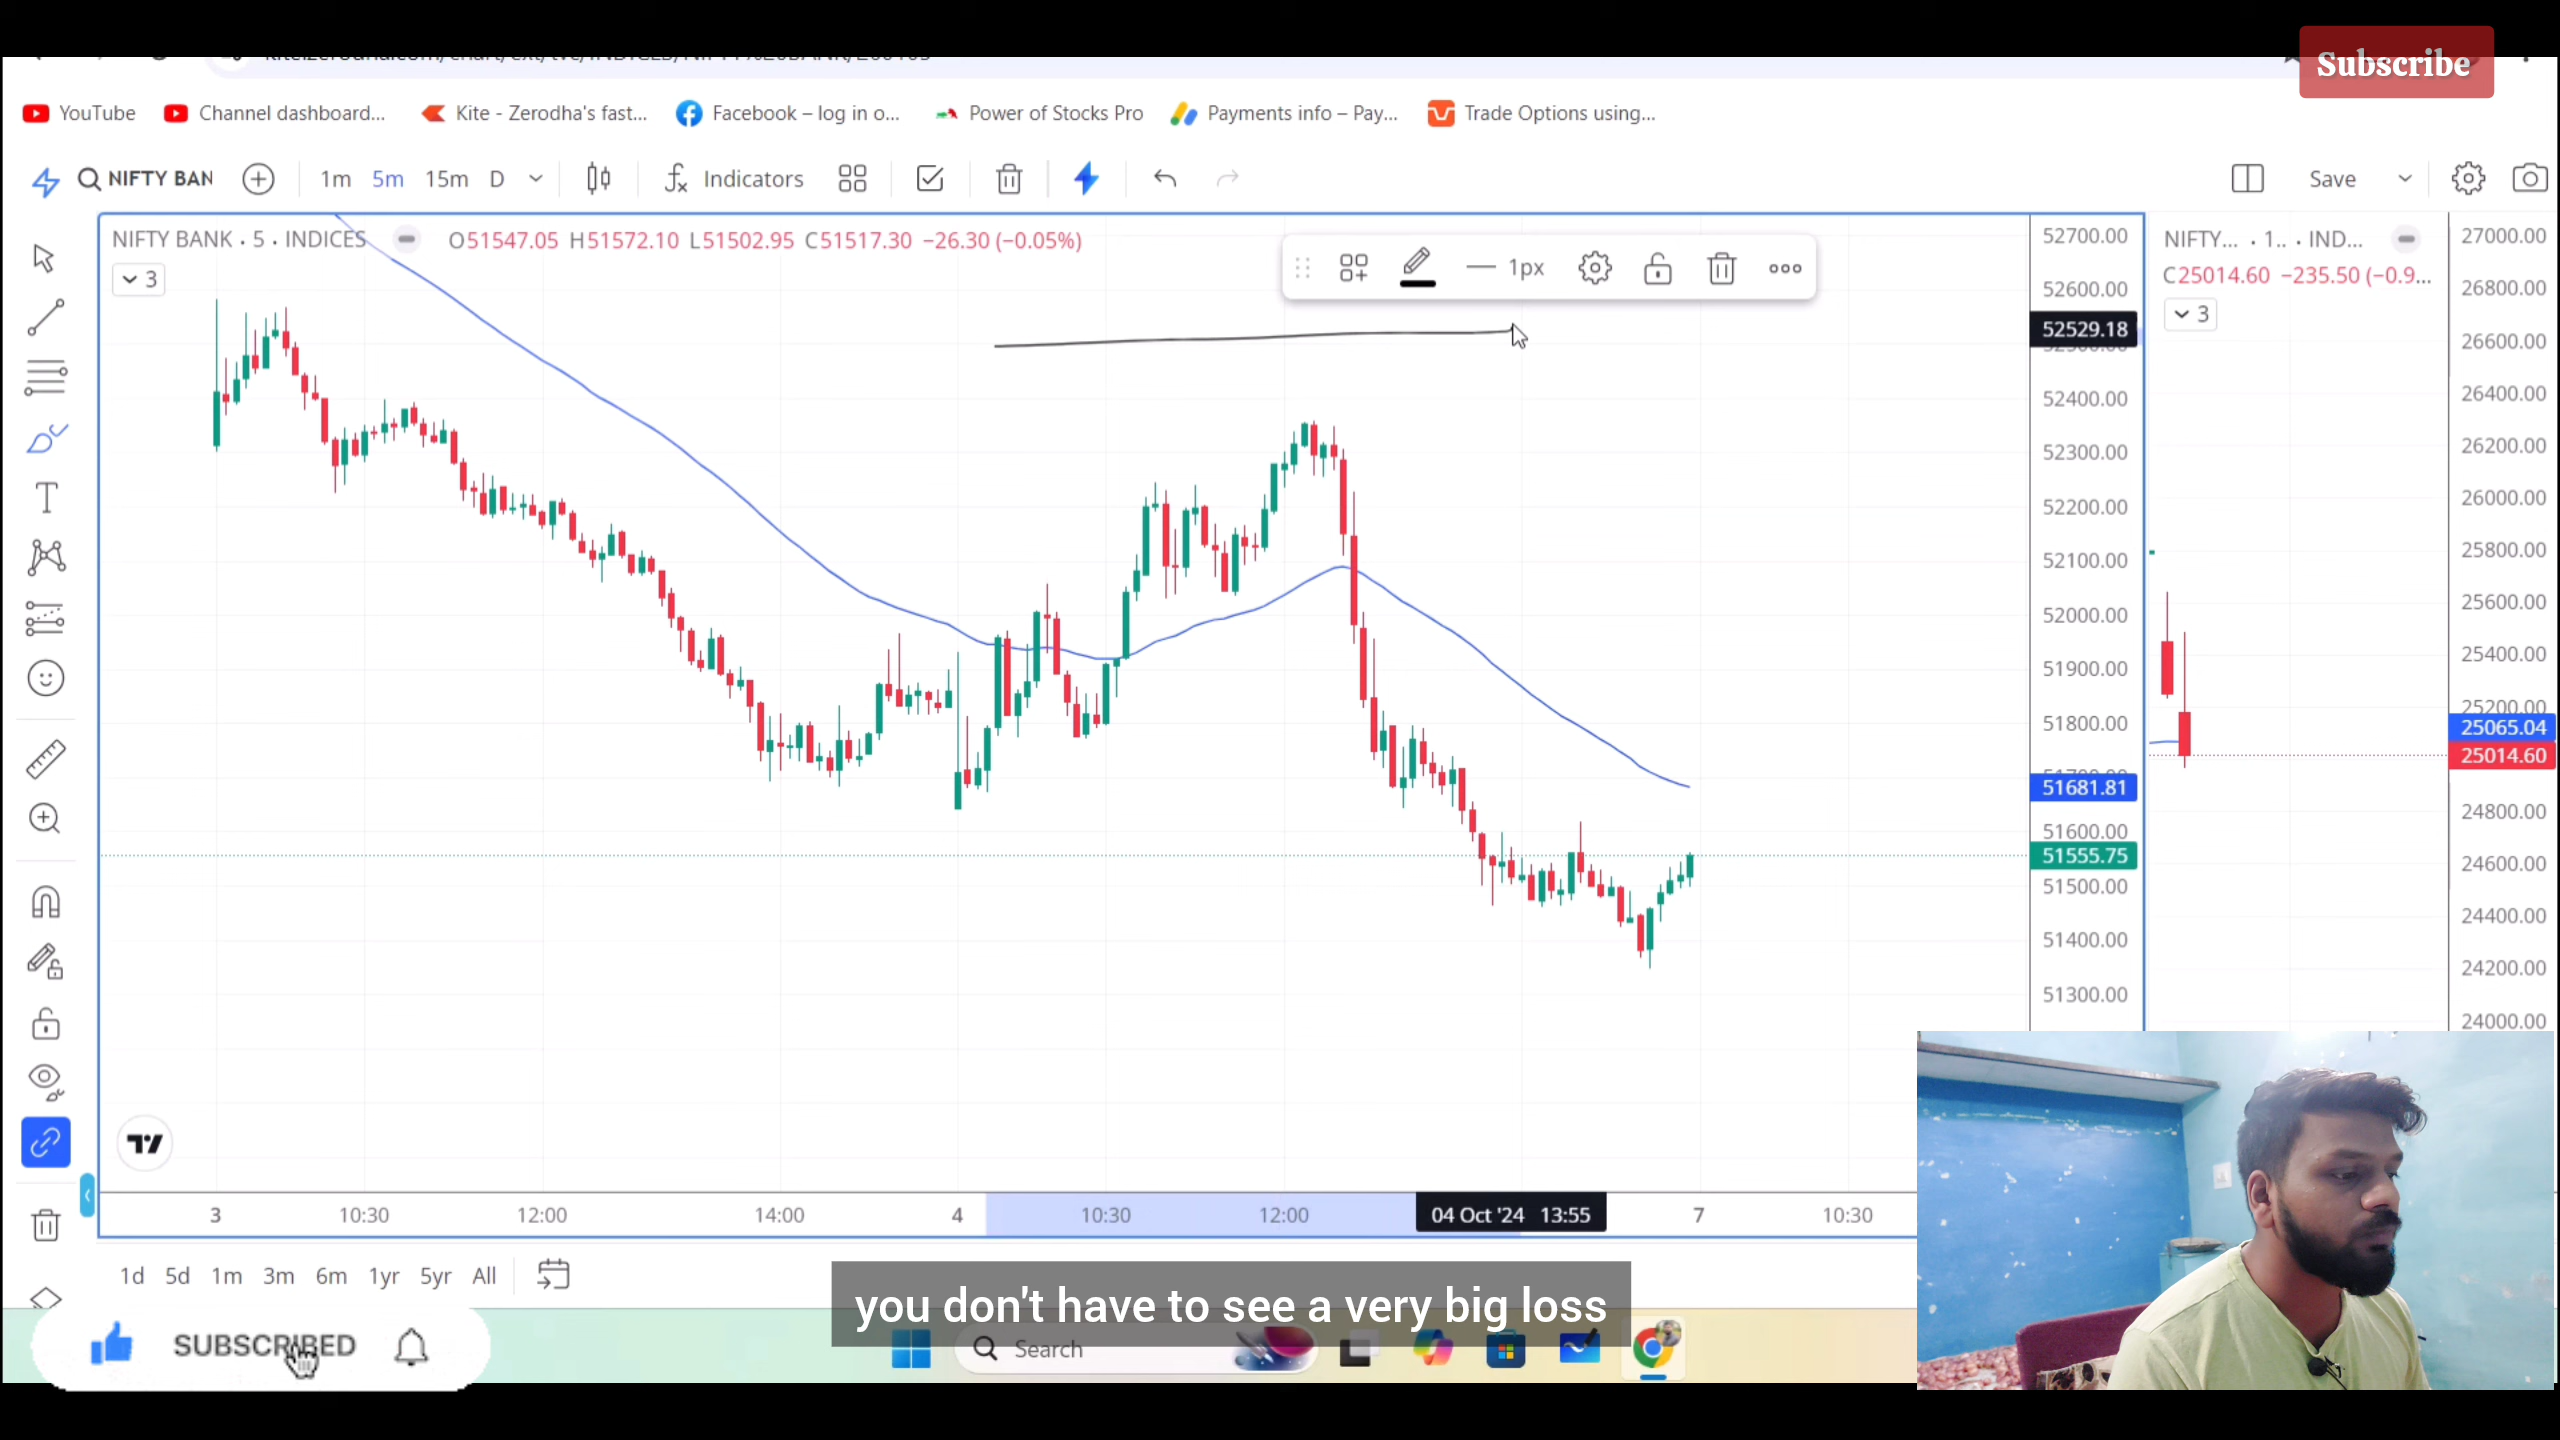 Subscribe
YouTube Channel dashboard... Kite - Zerodha's fast... Facebook – log in o... Power of Stocks Pro Payments info – Pay... Trade Options using...
NIFTY BAN 1m 5m 15m D Indicators Save
NIFTY BANK · 5 · INDICES O51547.05 H51572.10 L51502.95 C51517.30 −26.30 (−0.05%)
3
1px
NIFTY... · 1.. · IND...
C25014.60 −235.50 (−0.9...
3
52700.00
52600.00
52529.18
52400.00
52300.00
52200.00
52100.00
52000.00
51900.00
51800.00
51681.81
51600.00
51555.75
51500.00
51400.00
51300.00
27000.00
26800.00
26600.00
26400.00
26200.00
26000.00
25800.00
25600.00
25400.00
25200.00
25065.04
25014.60
24800.00
24600.00
24400.00
24200.00
24000.00
3 10:30 12:00 14:00 4 10:30 12:00 04 Oct '24 13:55 7 10:30
1d 5d 1m 3m 6m 1yr 5yr All
you don't have to see a very big loss
SUBSCRIBED
Search